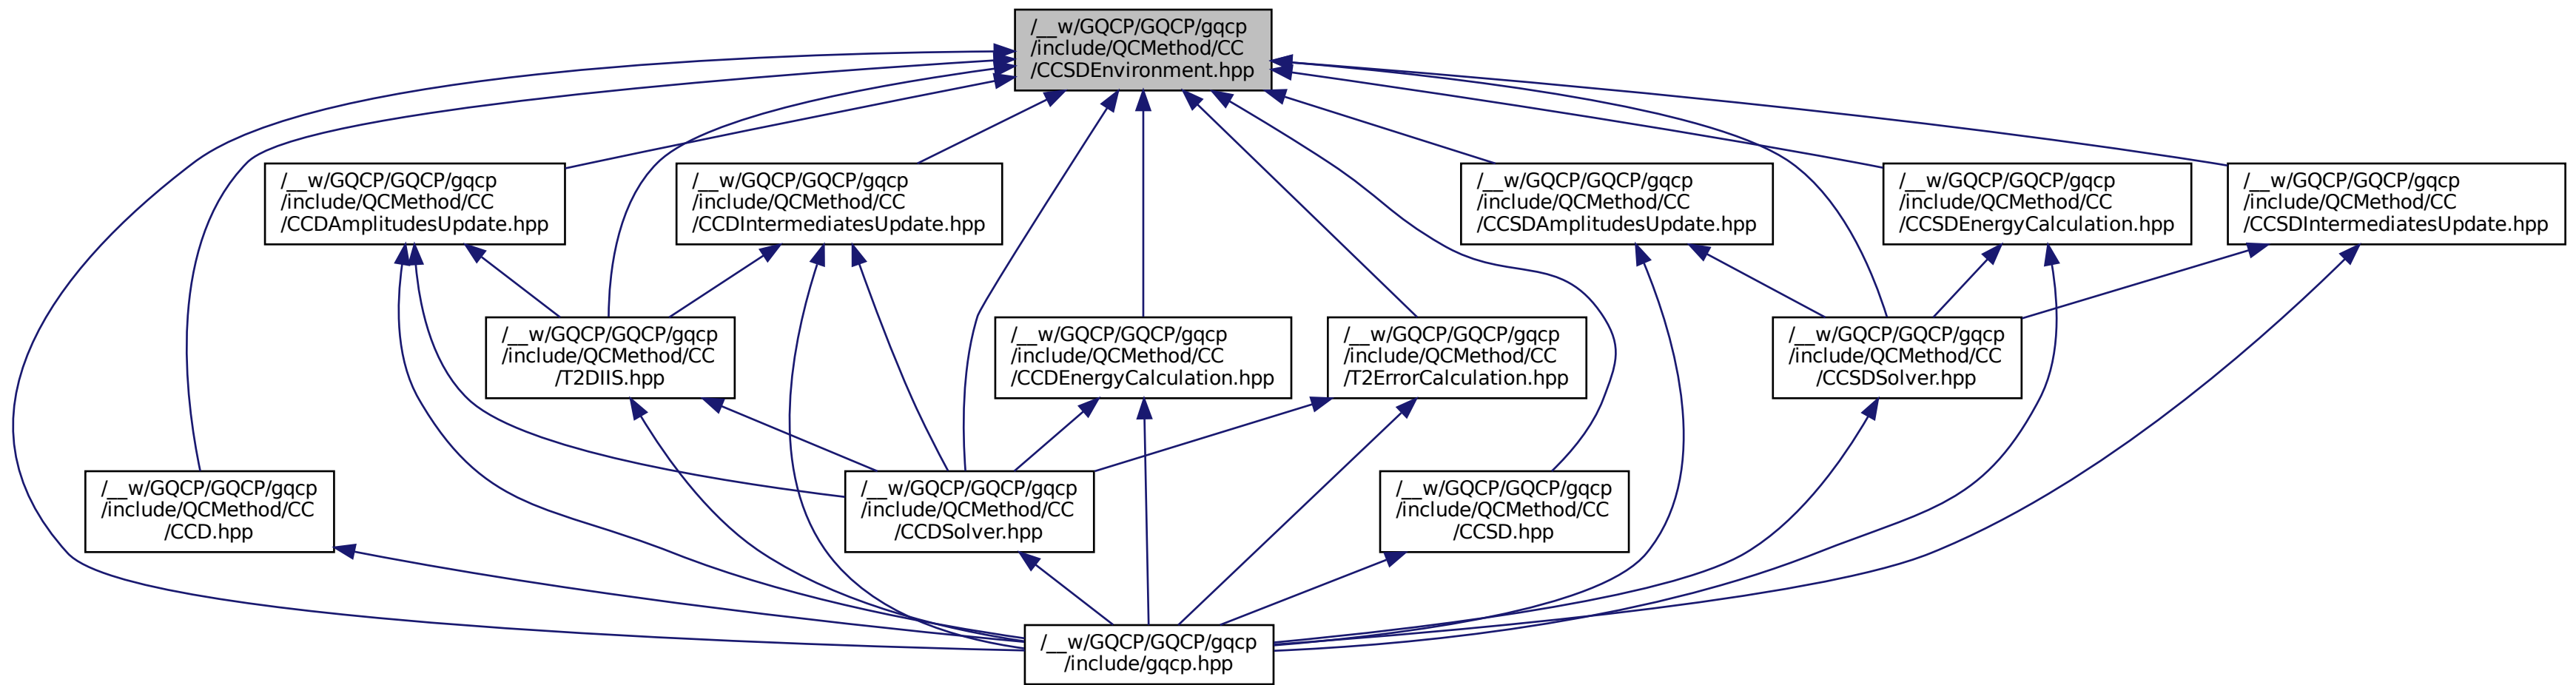 /__w/GQCP/GQCP/gqcp
/include/QCMethod/CC
/CCSDEnvironment.hpp
/__w/GQCP/GQCP/gqcp
/include/QCMethod/CC
/CCDAmplitudesUpdate.hpp
/__w/GQCP/GQCP/gqcp
/include/QCMethod/CC
/CCDIntermediatesUpdate.hpp
/__w/GQCP/GQCP/gqcp
/include/QCMethod/CC
/CCSDAmplitudesUpdate.hpp
/__w/GQCP/GQCP/gqcp
/include/QCMethod/CC
/CCSDEnergyCalculation.hpp
/__w/GQCP/GQCP/gqcp
/include/QCMethod/CC
/CCSDIntermediatesUpdate.hpp
/__w/GQCP/GQCP/gqcp
/include/QCMethod/CC
/T2DIIS.hpp
/__w/GQCP/GQCP/gqcp
/include/QCMethod/CC
/CCDEnergyCalculation.hpp
/__w/GQCP/GQCP/gqcp
/include/QCMethod/CC
/T2ErrorCalculation.hpp
/__w/GQCP/GQCP/gqcp
/include/QCMethod/CC
/CCSDSolver.hpp
/__w/GQCP/GQCP/gqcp
/include/QCMethod/CC
/CCD.hpp
/__w/GQCP/GQCP/gqcp
/include/QCMethod/CC
/CCDSolver.hpp
/__w/GQCP/GQCP/gqcp
/include/QCMethod/CC
/CCSD.hpp
/__w/GQCP/GQCP/gqcp
/include/gqcp.hpp